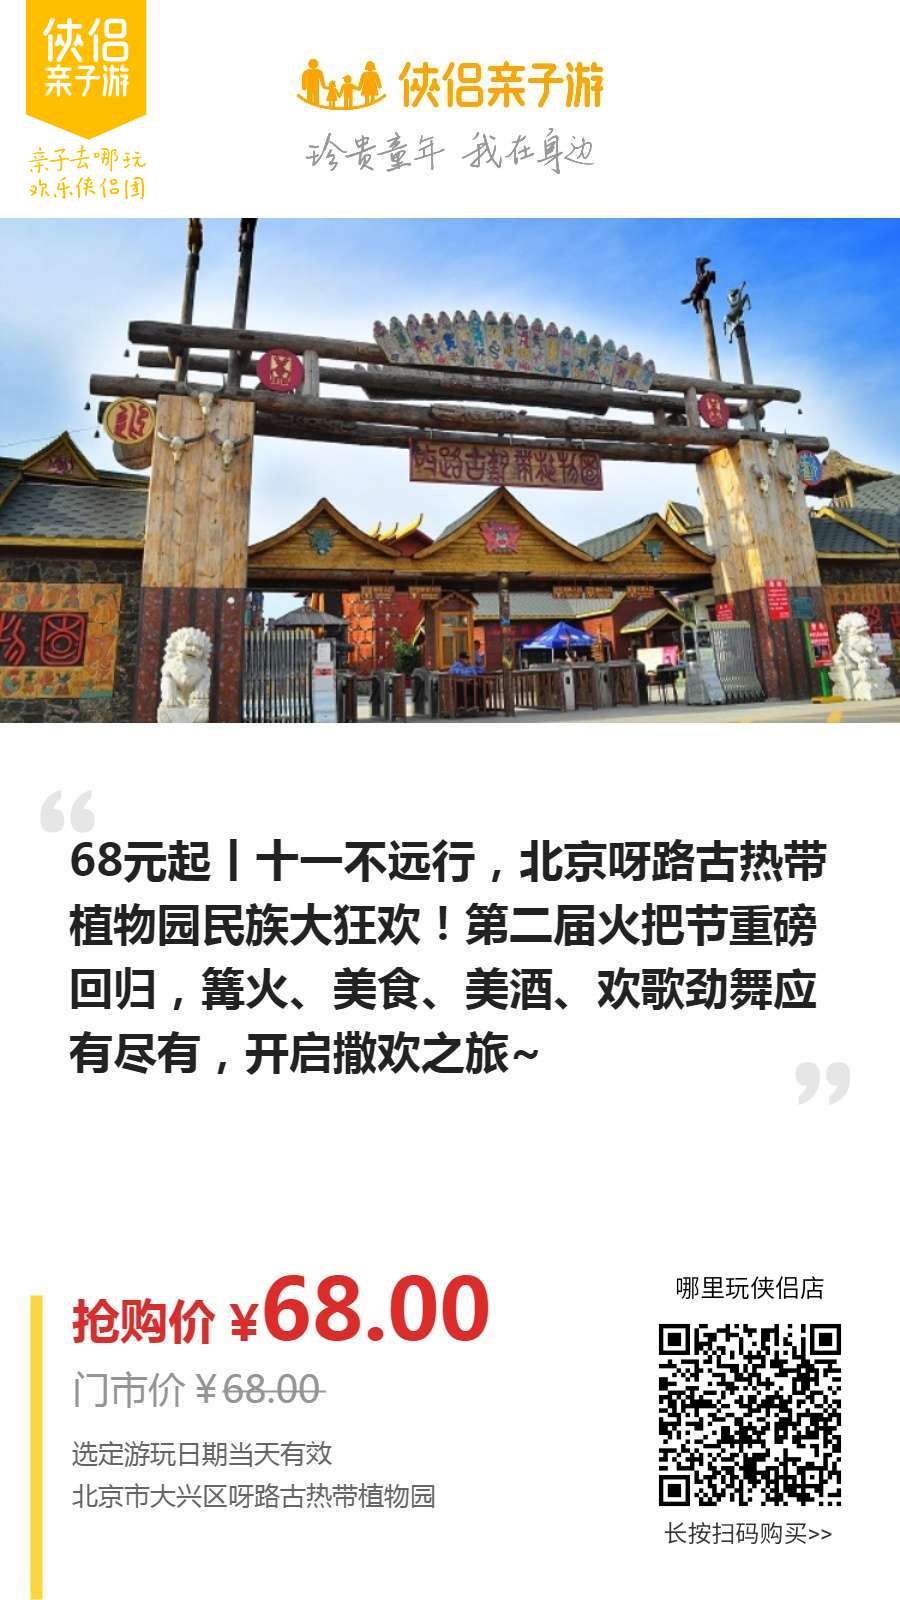 侠侣
亲子游
亲子去哪玩
欢乐侠侣团
侠侣亲子游
珍贵童年 我在身边
呀路古热带植物园
物园
68元起丨十一不远行，北京呀路古热带
植物园民族大狂欢！第二届火把节重磅
回归，篝火、美食、美酒、欢歌劲舞应
有尽有，开启撒欢之旅~
抢购价 ¥68.00
门市价 ¥68.00
选定游玩日期当天有效
北京市大兴区呀路古热带植物园
哪里玩侠侣店
长按扫码购买>>